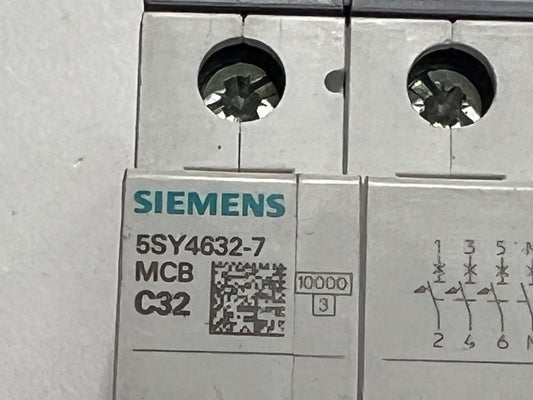 SIEMENS
5SY4632-7
MCB
C32
10000
3
1 3 5 N
2 4 6 N